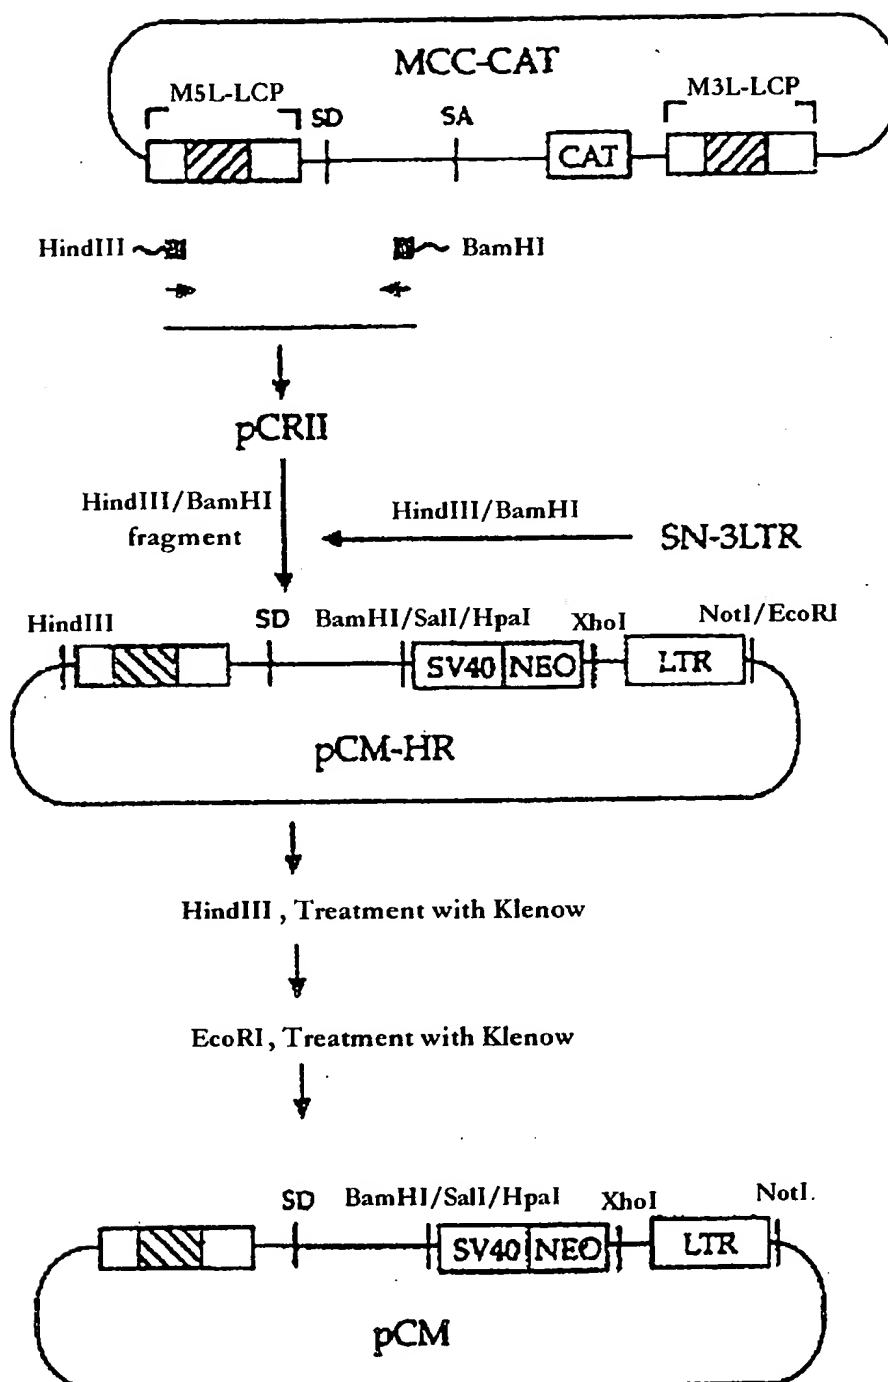 MCC-CAT
M5L-LCP
M3L-LCP
SD
SA
CAT
HindIII
BamHI
pCRII
HindIII/BamHI
fragment
HindIII/BamHI
SN-3LTR
HindIII
SD
BamHI/SalI/HpaI
XhoI
NotI/EcoRI
SV40
NEO
LTR
pCM-HR
HindIII , Treatment with Klenow
EcoRI , Treatment with Klenow
SD
BamHI/SalI/HpaI
XhoI
NotI.
SV40
NEO
LTR
pCM